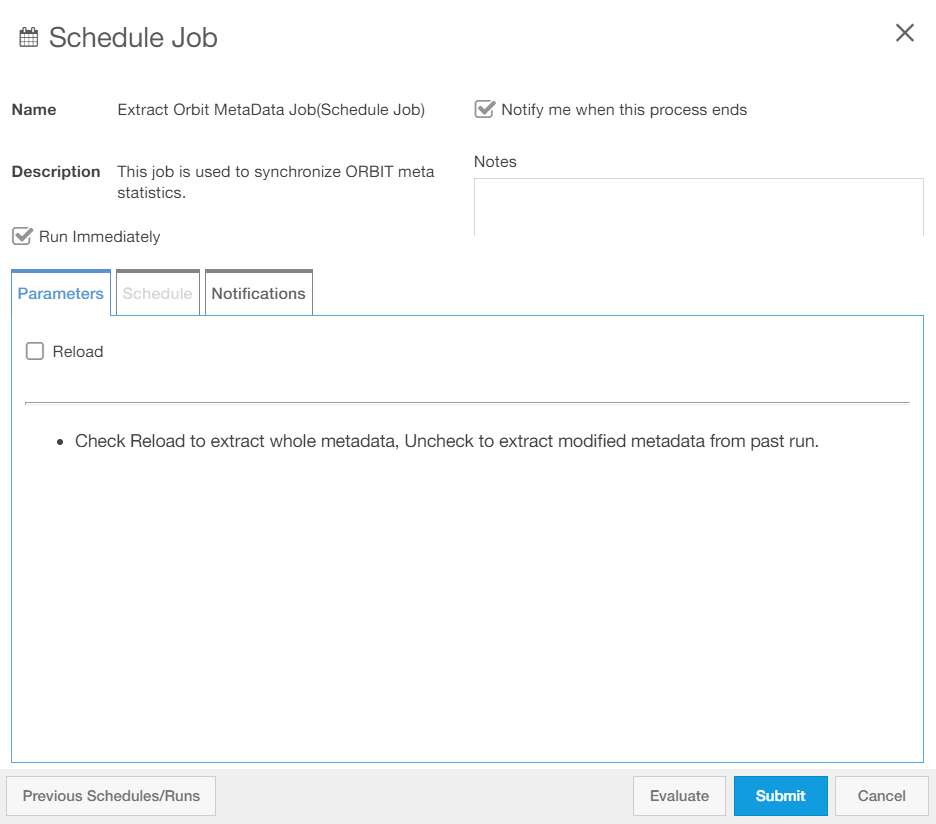 Schedule Job
Name
Extract Orbit MetaData Job(Schedule Job)
Notify me when this process ends
Description
This job is used to synchronize ORBIT meta
statistics.
Notes
Run Immediately
Parameters
Schedule
Notifications
Reload
• Check Reload to extract whole metadata, Uncheck to extract modified metadata from past run.
Previous Schedules/Runs
Evaluate
Submit
Cancel